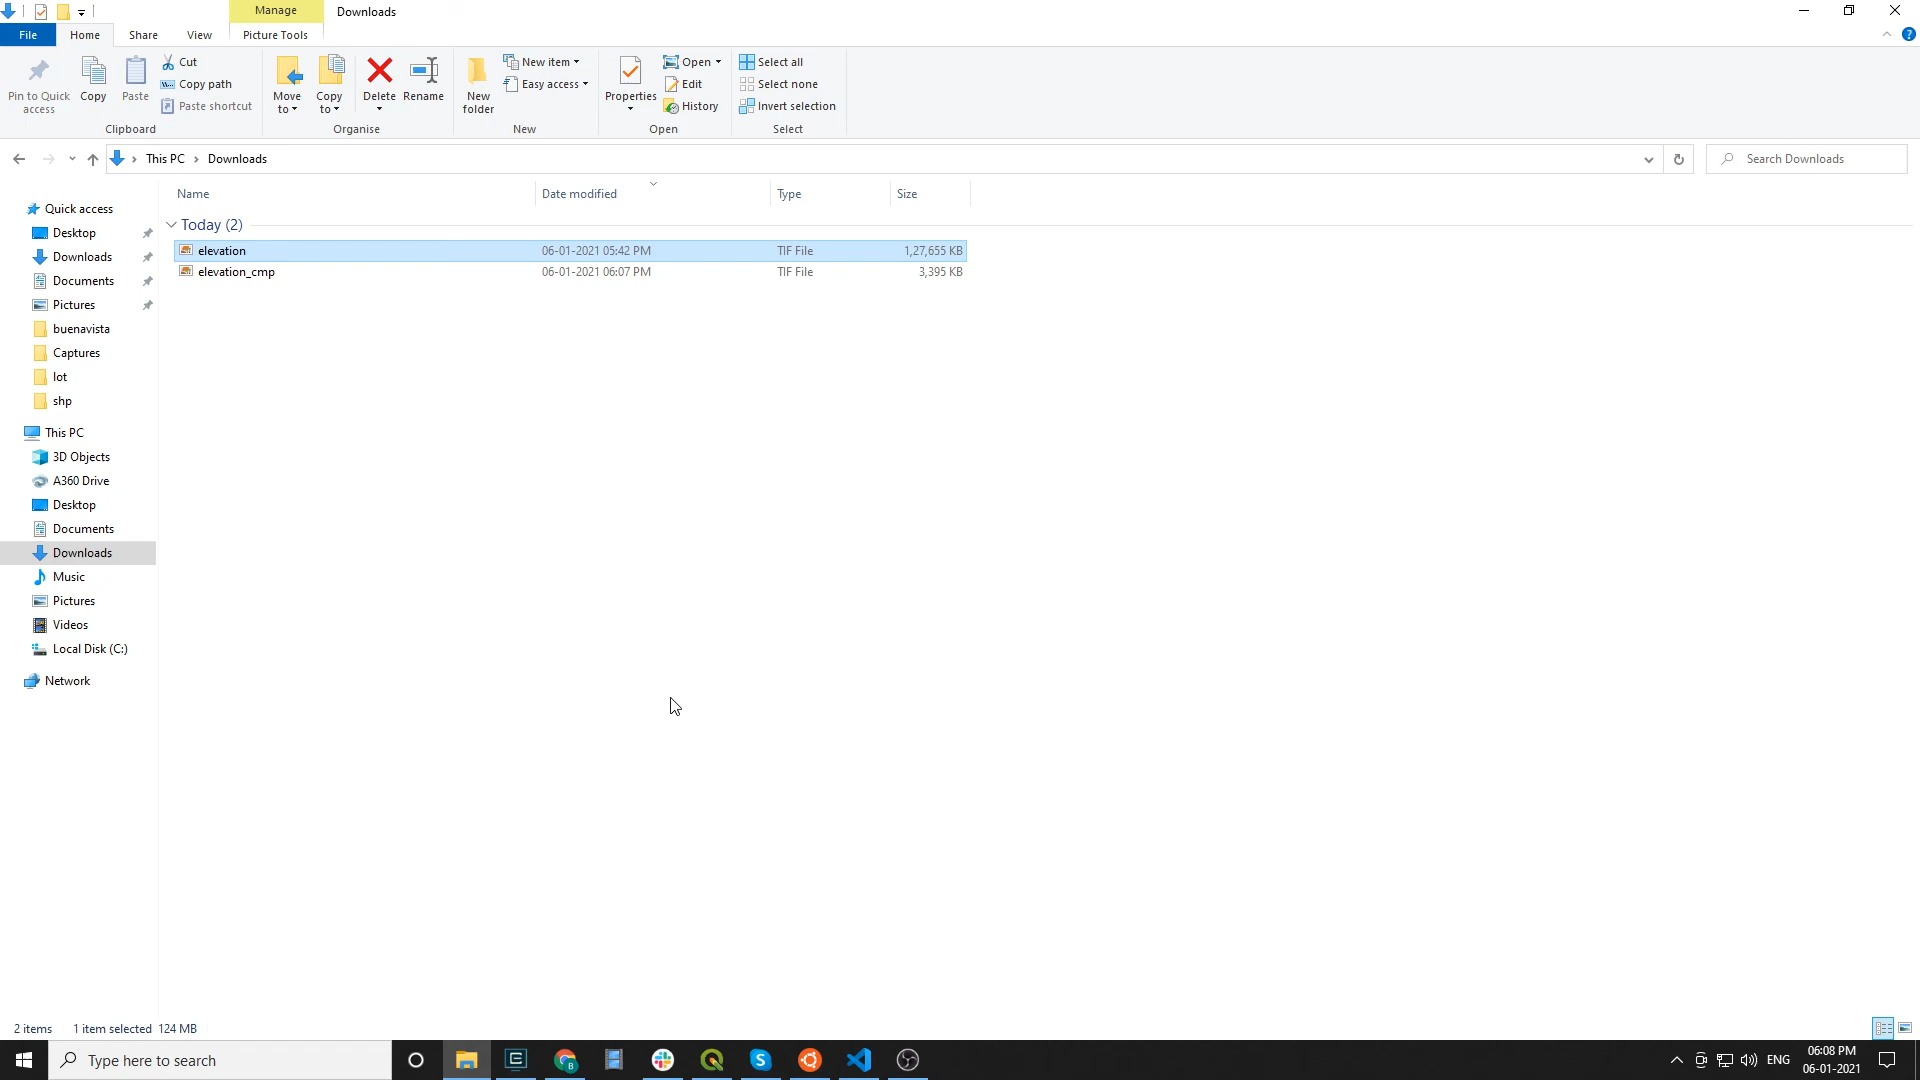 Manage
Downloads
File
Home
Share
View
Picture Tools
Pin to Quick
access
Copy
Paste
Cut
Copy path
Paste shortcut
Clipboard
Move
to
Copy
to
Delete
Rename
Organise
New
folder
New item
Easy access
New
Properties
Open
Edit
History
Open
Select all
Select none
Invert selection
Select
This PC
Downloads
Search Downloads
Name
Date modified
Type
Size
Today (2)
elevation
06-01-2021 05:42 PM
TIF File
1,27,655 KB
elevation_cmp
06-01-2021 06:07 PM
TIF File
3,395 KB
Quick access
Desktop
Downloads
Documents
Pictures
buenavista
Captures
lot
shp
This PC
3D Objects
A360 Drive
Desktop
Documents
Downloads
Music
Pictures
Videos
Local Disk (C:)
Network
2 items
1 item selected 124 MB
Type here to search
ENG
06:08 PM
06-01-2021